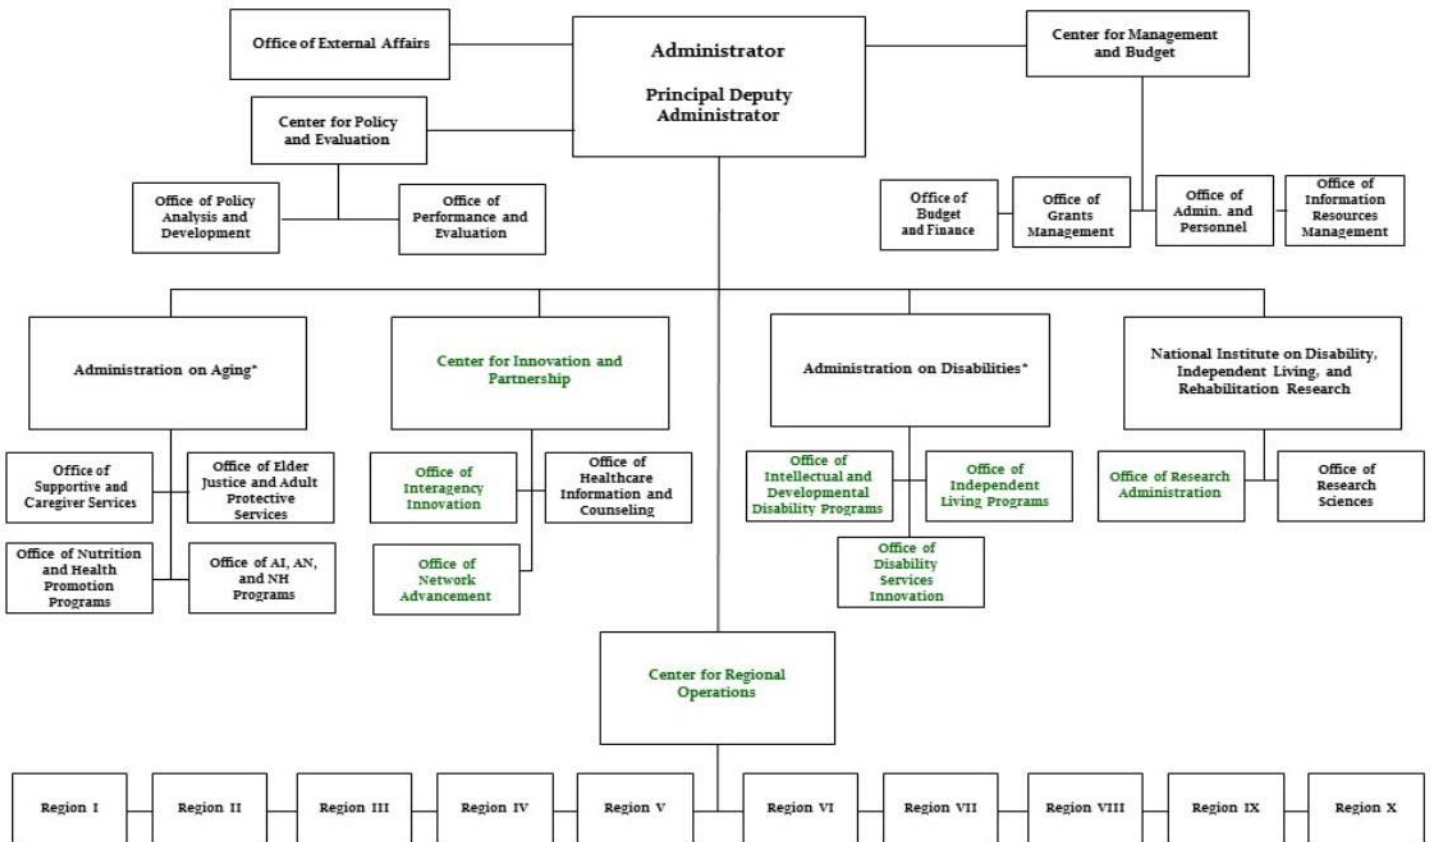 Office of External Affairs
Administrator
Principal Deputy
Administrator
Center for Management
and Budget
Center for Policy
and Evaluation
Office of Policy
Analysis and
Development
Office of
Performance and
Evaluation
Office of
Budget
and Finance
Office of
Grants
Management
Office of
Admin. and
Personnel
Office of
Information
Resources
Management
Administration on Aging*
Center for Innovation and
Partnership
Administration on Disabilities*
National Institute on Disability,
Independent Living, and
Rehabilitation Research
Office of
Supportive and
Caregiver Services
Office of Elder
Justice and Adult
Protective
Services
Office of Nutrition
and Health
Promotion
Programs
Office of AI, AN,
and NH
Programs
Office of
Interagency
Innovation
Office of
Healthcare
Information and
Counseling
Office of
Network
Advancement
Office of
Intellectual and
Developmental
Disability Programs
Office of
Independent
Living Programs
Office of
Disability
Services
Innovation
Office of Research
Administration
Office of
Research
Sciences
Center for Regional
Operations
Region I
Region II
Region III
Region IV
Region V
Region VI
Region VII
Region VIII
Region IX
Region X